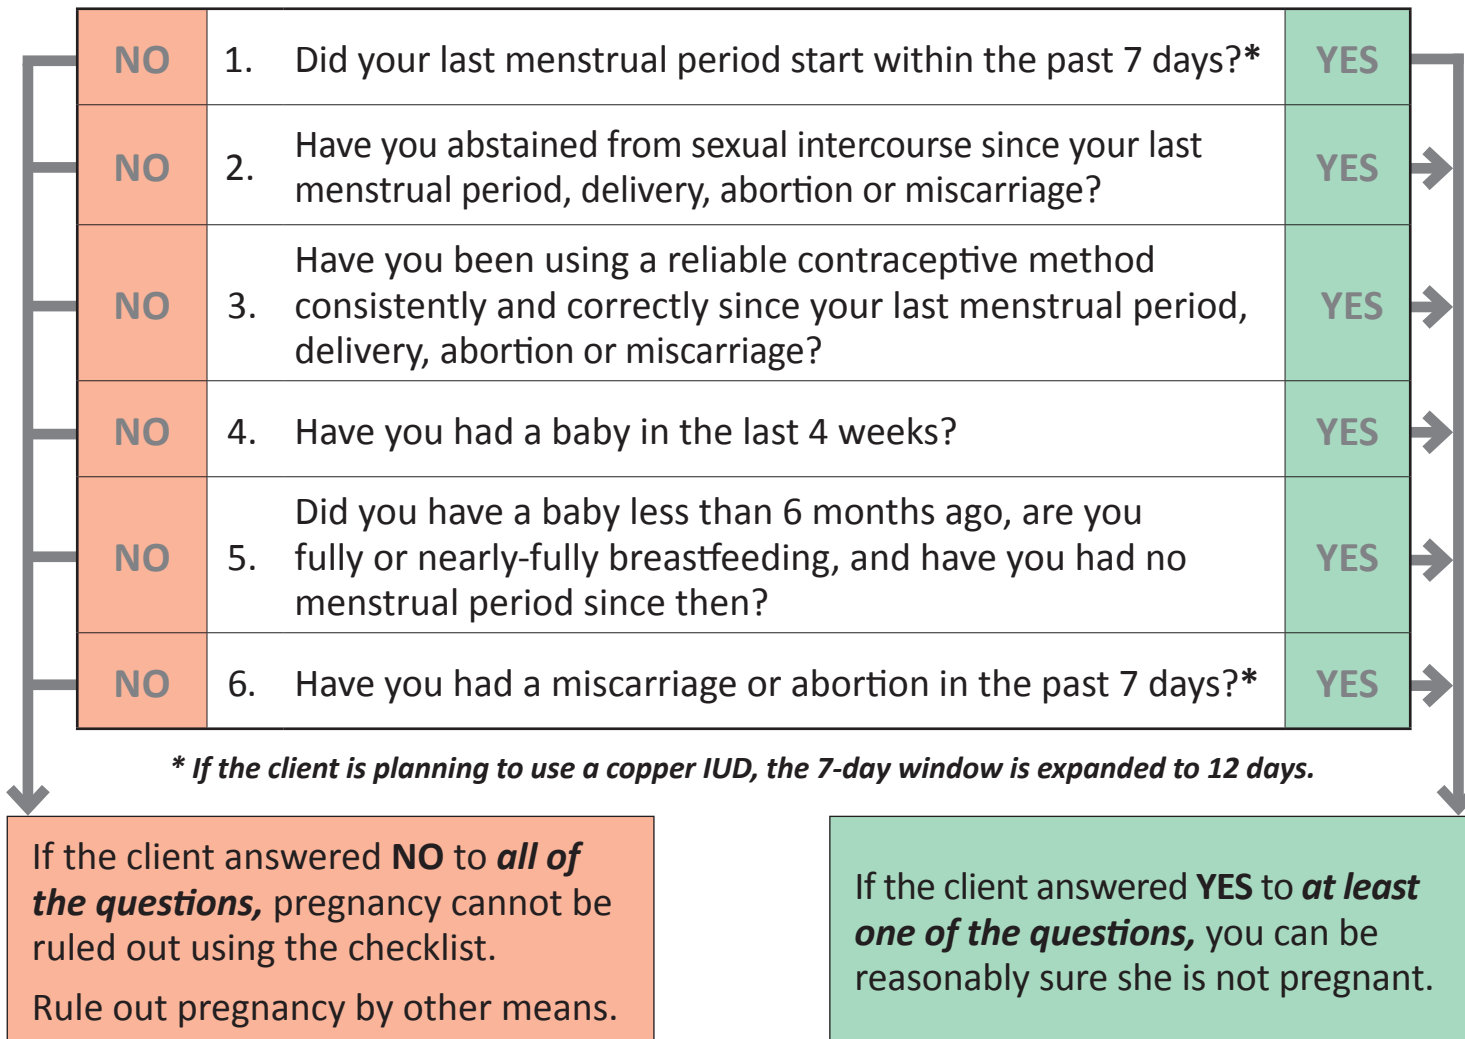 NO 1. Did your last menstrual period start within the past 7 days?* YES
NO 2. Have you abstained from sexual intercourse since your last
menstrual period, delivery, abortion or miscarriage? YES
NO 3. Have you been using a reliable contraceptive method
consistently and correctly since your last menstrual period,
delivery, abortion or miscarriage? YES
NO 4. Have you had a baby in the last 4 weeks? YES
NO 5. Did you have a baby less than 6 months ago, are you
fully or nearly-fully breastfeeding, and have you had no
menstrual period since then? YES
NO 6. Have you had a miscarriage or abortion in the past 7 days?* YES
* If the client is planning to use a copper IUD, the 7-day window is expanded to 12 days.
If the client answered NO to all of
the questions, pregnancy cannot be
ruled out using the checklist.
Rule out pregnancy by other means.
If the client answered YES to at least
one of the questions, you can be
reasonably sure she is not pregnant.